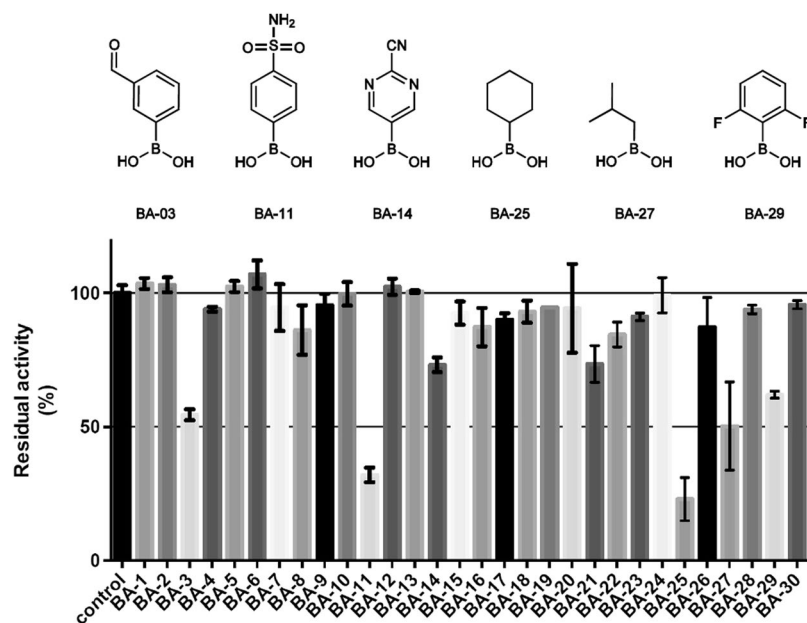 NH₂
O=S=O
CN
O
N N
F F
B B B B B B
HO OH HO OH HO OH HO OH HO OH HO OH
BA-03 BA-11 BA-14 BA-25 BA-27 BA-29
Residual activity
(%)
100
50
0
control BA-1 BA-2 BA-3 BA-4 BA-5 BA-6 BA-7 BA-8 BA-9 BA-10 BA-11 BA-12 BA-13 BA-14 BA-15 BA-16 BA-17 BA-18 BA-19 BA-20 BA-21 BA-22 BA-23 BA-24 BA-25 BA-26 BA-27 BA-28 BA-29 BA-30